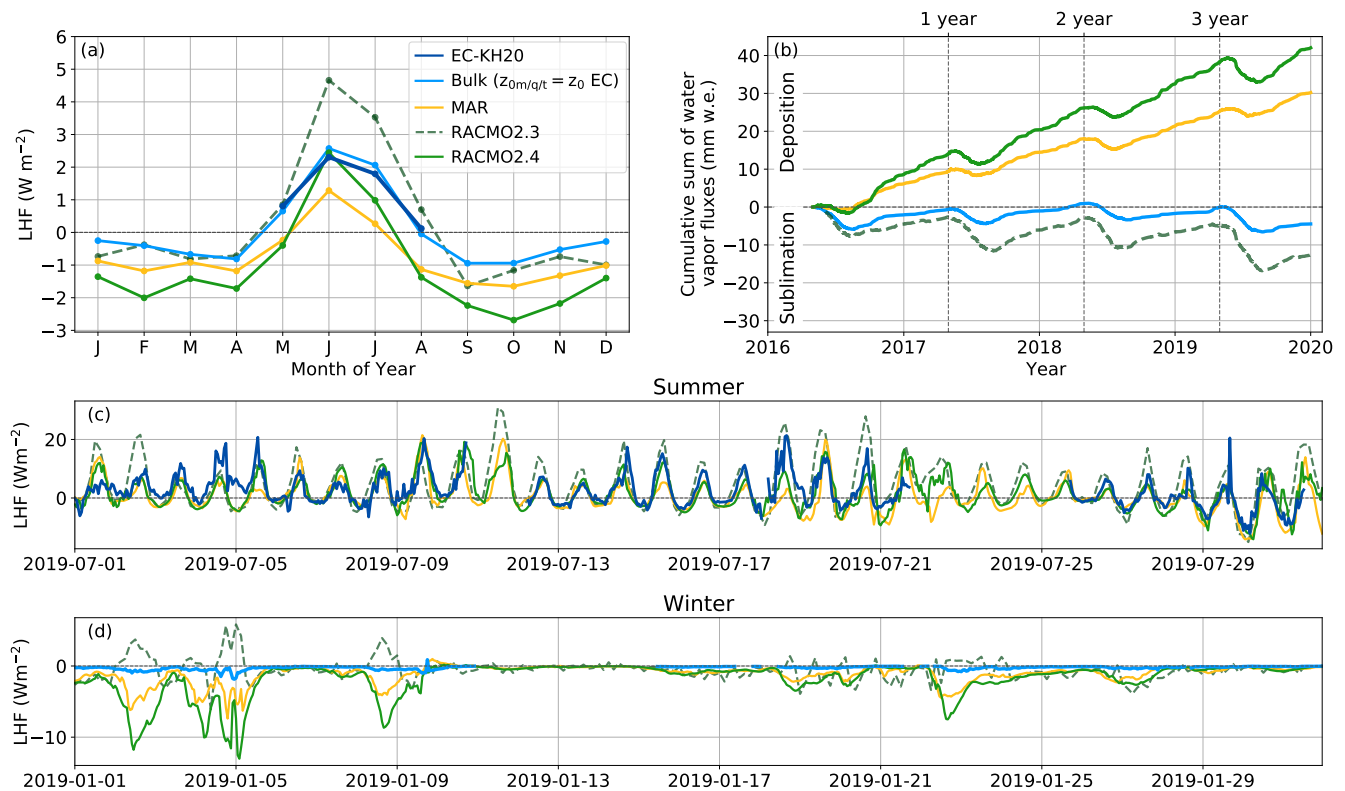 (a)
6
5
4
3
2
1
0
−1
−2
−3
LHF (W m⁻²)
J F M A M J J A S O N D
Month of Year
EC-KH20
Bulk (z₀ₘ/q/t = z₀ EC)
MAR
RACMO2.3
RACMO2.4
1 year 2 year 3 year
(b)
40
30
20
10
0
−10
−20
−30
Cumulative sum of water
vapor fluxes (mm w.e.)
Deposition
Sublimation
2016 2017 2018 2019 2020
Year
Summer
(c)
20
0
LHF (Wm⁻²)
2019-07-01 2019-07-05 2019-07-09 2019-07-13 2019-07-17 2019-07-21 2019-07-25 2019-07-29
Winter
(d)
0
−10
LHF (Wm⁻²)
2019-01-01 2019-01-05 2019-01-09 2019-01-13 2019-01-17 2019-01-21 2019-01-25 2019-01-29